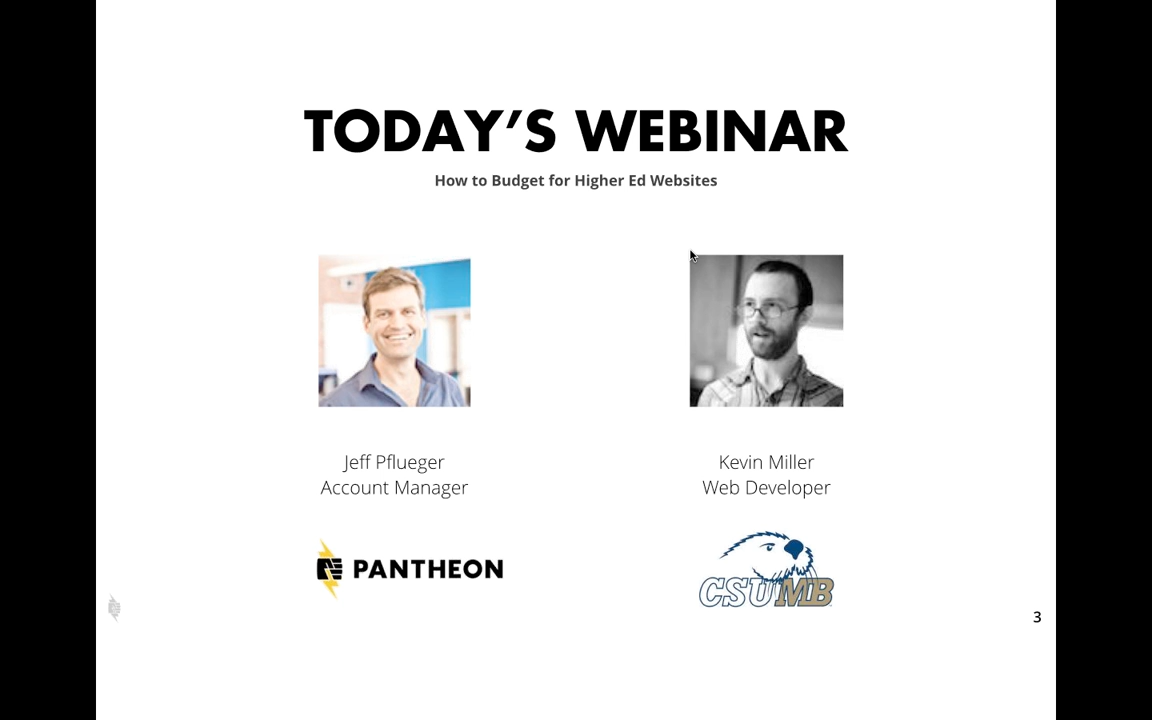 TODAY'S WEBINAR
How to Budget for Higher Ed Websites
Jeff Pflueger
Account Manager
Kevin Miller
Web Developer
PANTHEON
CSUMB
3